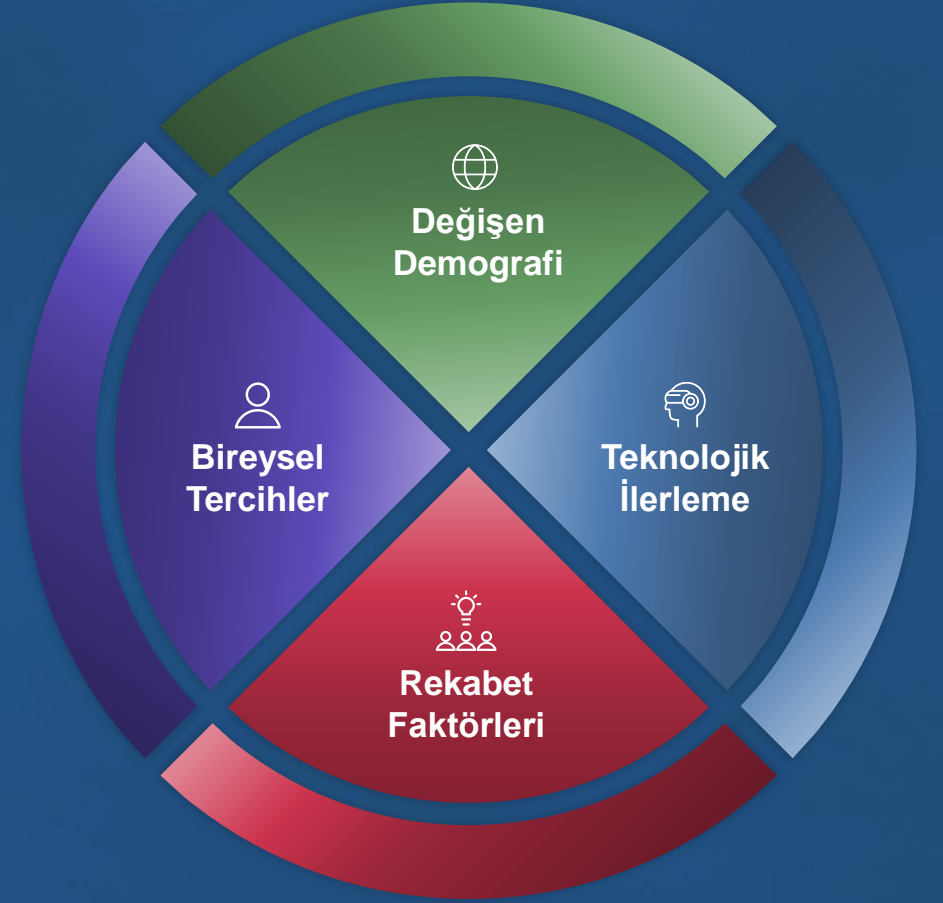 Değişen
Demografi
Bireysel
Tercihler
Teknolojik
İlerleme
Rekabet
Faktörleri